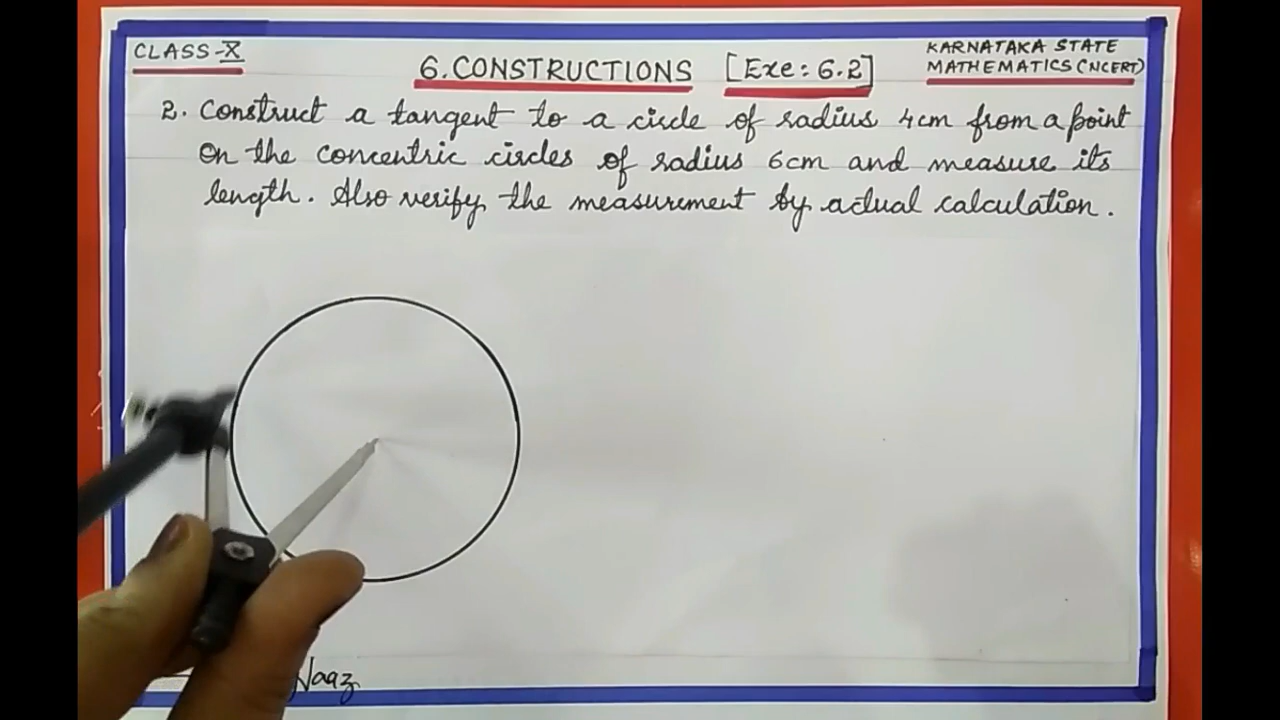 CLASS-X
6.CONSTRUCTIONS [Exe: 6.2]
KARNATAKA STATE
MATHEMATICS (NCERT)
2. Construct a tangent to a circle of radius 4cm from a point
on the concentric circles of radius 6cm and measure its
length. Also verify the measurement by actual calculation.
Naaz